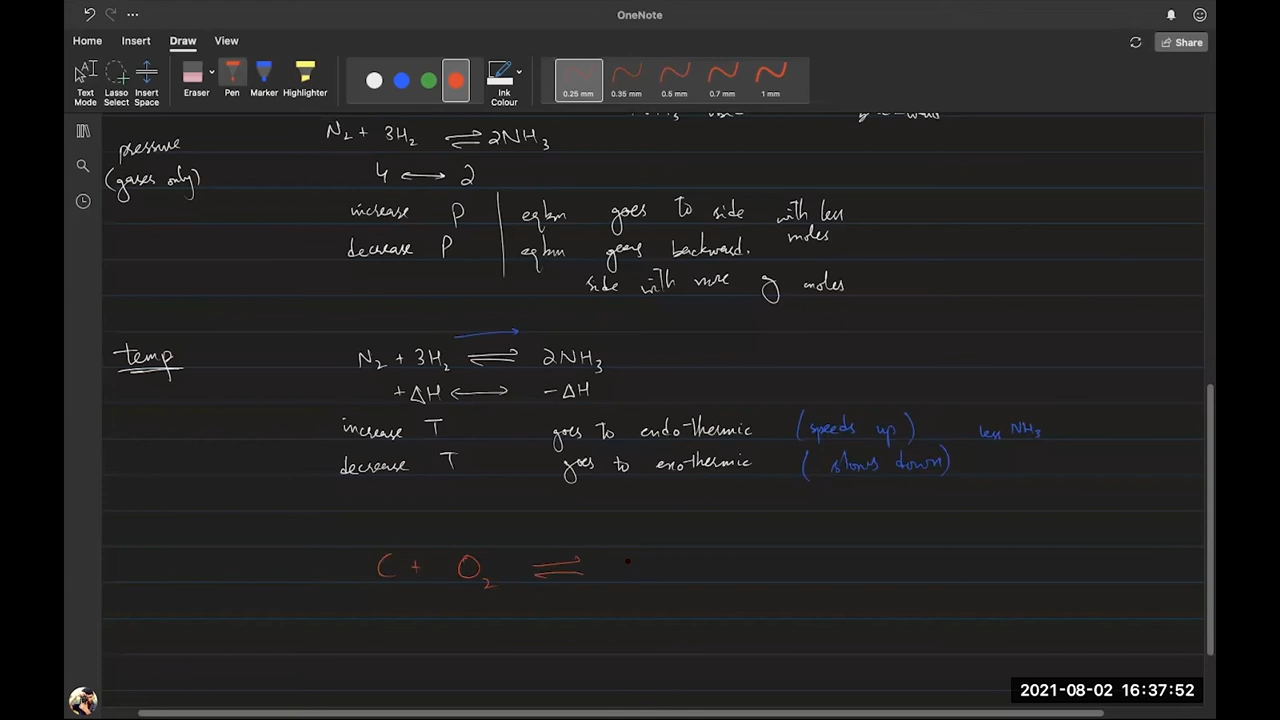 OneNote
Home Insert Draw View
Share
Text Mode
Lasso Select
Insert Space
Eraser
Pen
Marker
Highlighter
Ink Colour
0.25 mm
0.35 mm
0.5 mm
0.7 mm
1 mm
pressure
(gases only)
N₂ + 3H₂ ⇌ 2NH₃
4 ↔ 2
increase P | eqbm goes to side with less moles
decrease P | eqbm goes backward.
side with more g moles
temp
N₂ + 3H₂ ⇌ 2NH₃
+ΔH ↔ -ΔH
increase T goes to endothermic (speeds up) less NH₃
decrease T goes to exothermic (slows down)
C + O₂ ⇌
2021-08-02 16:37:52